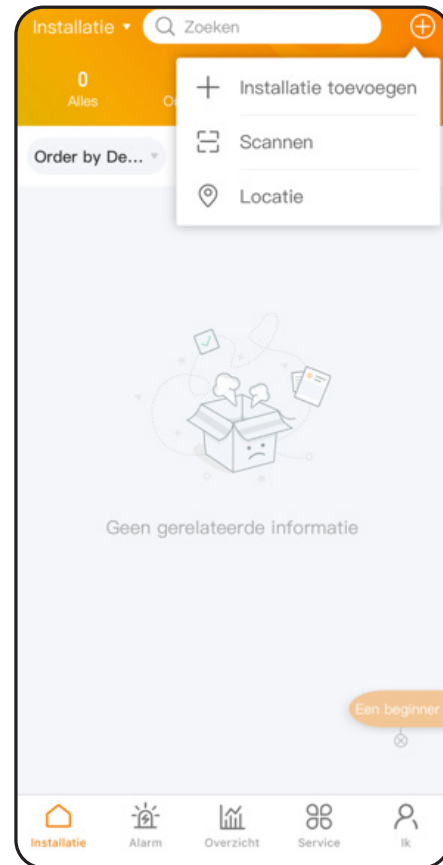 Installatie
Zoeken
0
Alles
Installatie toevoegen
Scannen
Locatie
Order by De...
Geen gerelateerde informatie
Een beginner
Installatie
Alarm
Overzicht
Service
Ik